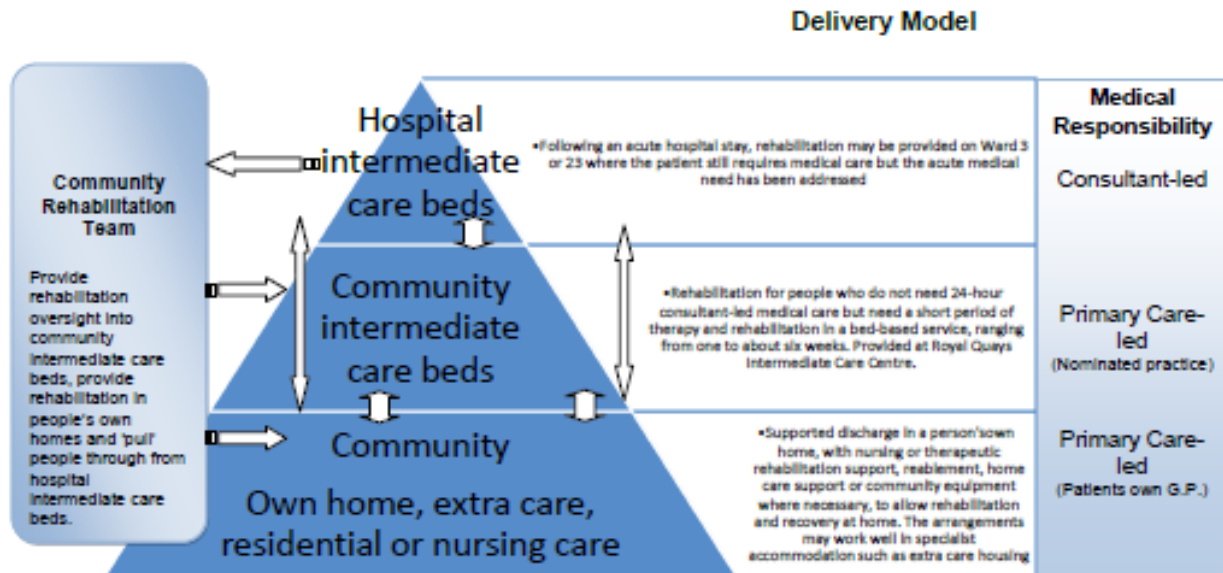 Delivery Model
Community
Rehabilitation
Team
Provide
rehabilitation
oversight into
community
intermediate care
beds, provide
rehabilitation in
people's own
homes and 'pull'
people through from
hospital
intermediate care
beds.
Hospital
intermediate
care beds
•Following an acute hospital stay, rehabilitation may be provided on Ward 3
or 23 where the patient still requires medical care but the acute medical
need has been addressed
Medical
Responsibility
Consultant-led
Community
intermediate
care beds
•Rehabilitation for people who do not need 24-hour
consultant-led medical care but need a short period of
therapy and rehabilitation in a bed-based service, ranging
from one to about six weeks. Provided at Royal Quays
Intermediate Care Centre.
Primary Care-
led
(Nominated practice)
Community
Own home, extra care,
residential or nursing care
•Supported discharge in a person'sown
home, with nursing or therapeutic
rehabilitation support, reablement, home
care support or community equipment
where necessary, to allow rehabilitation
and recovery at home. The arrangements
may work well in specialist
accommodation such as extra care housing
Primary Care-
led
(Patients own G.P.)